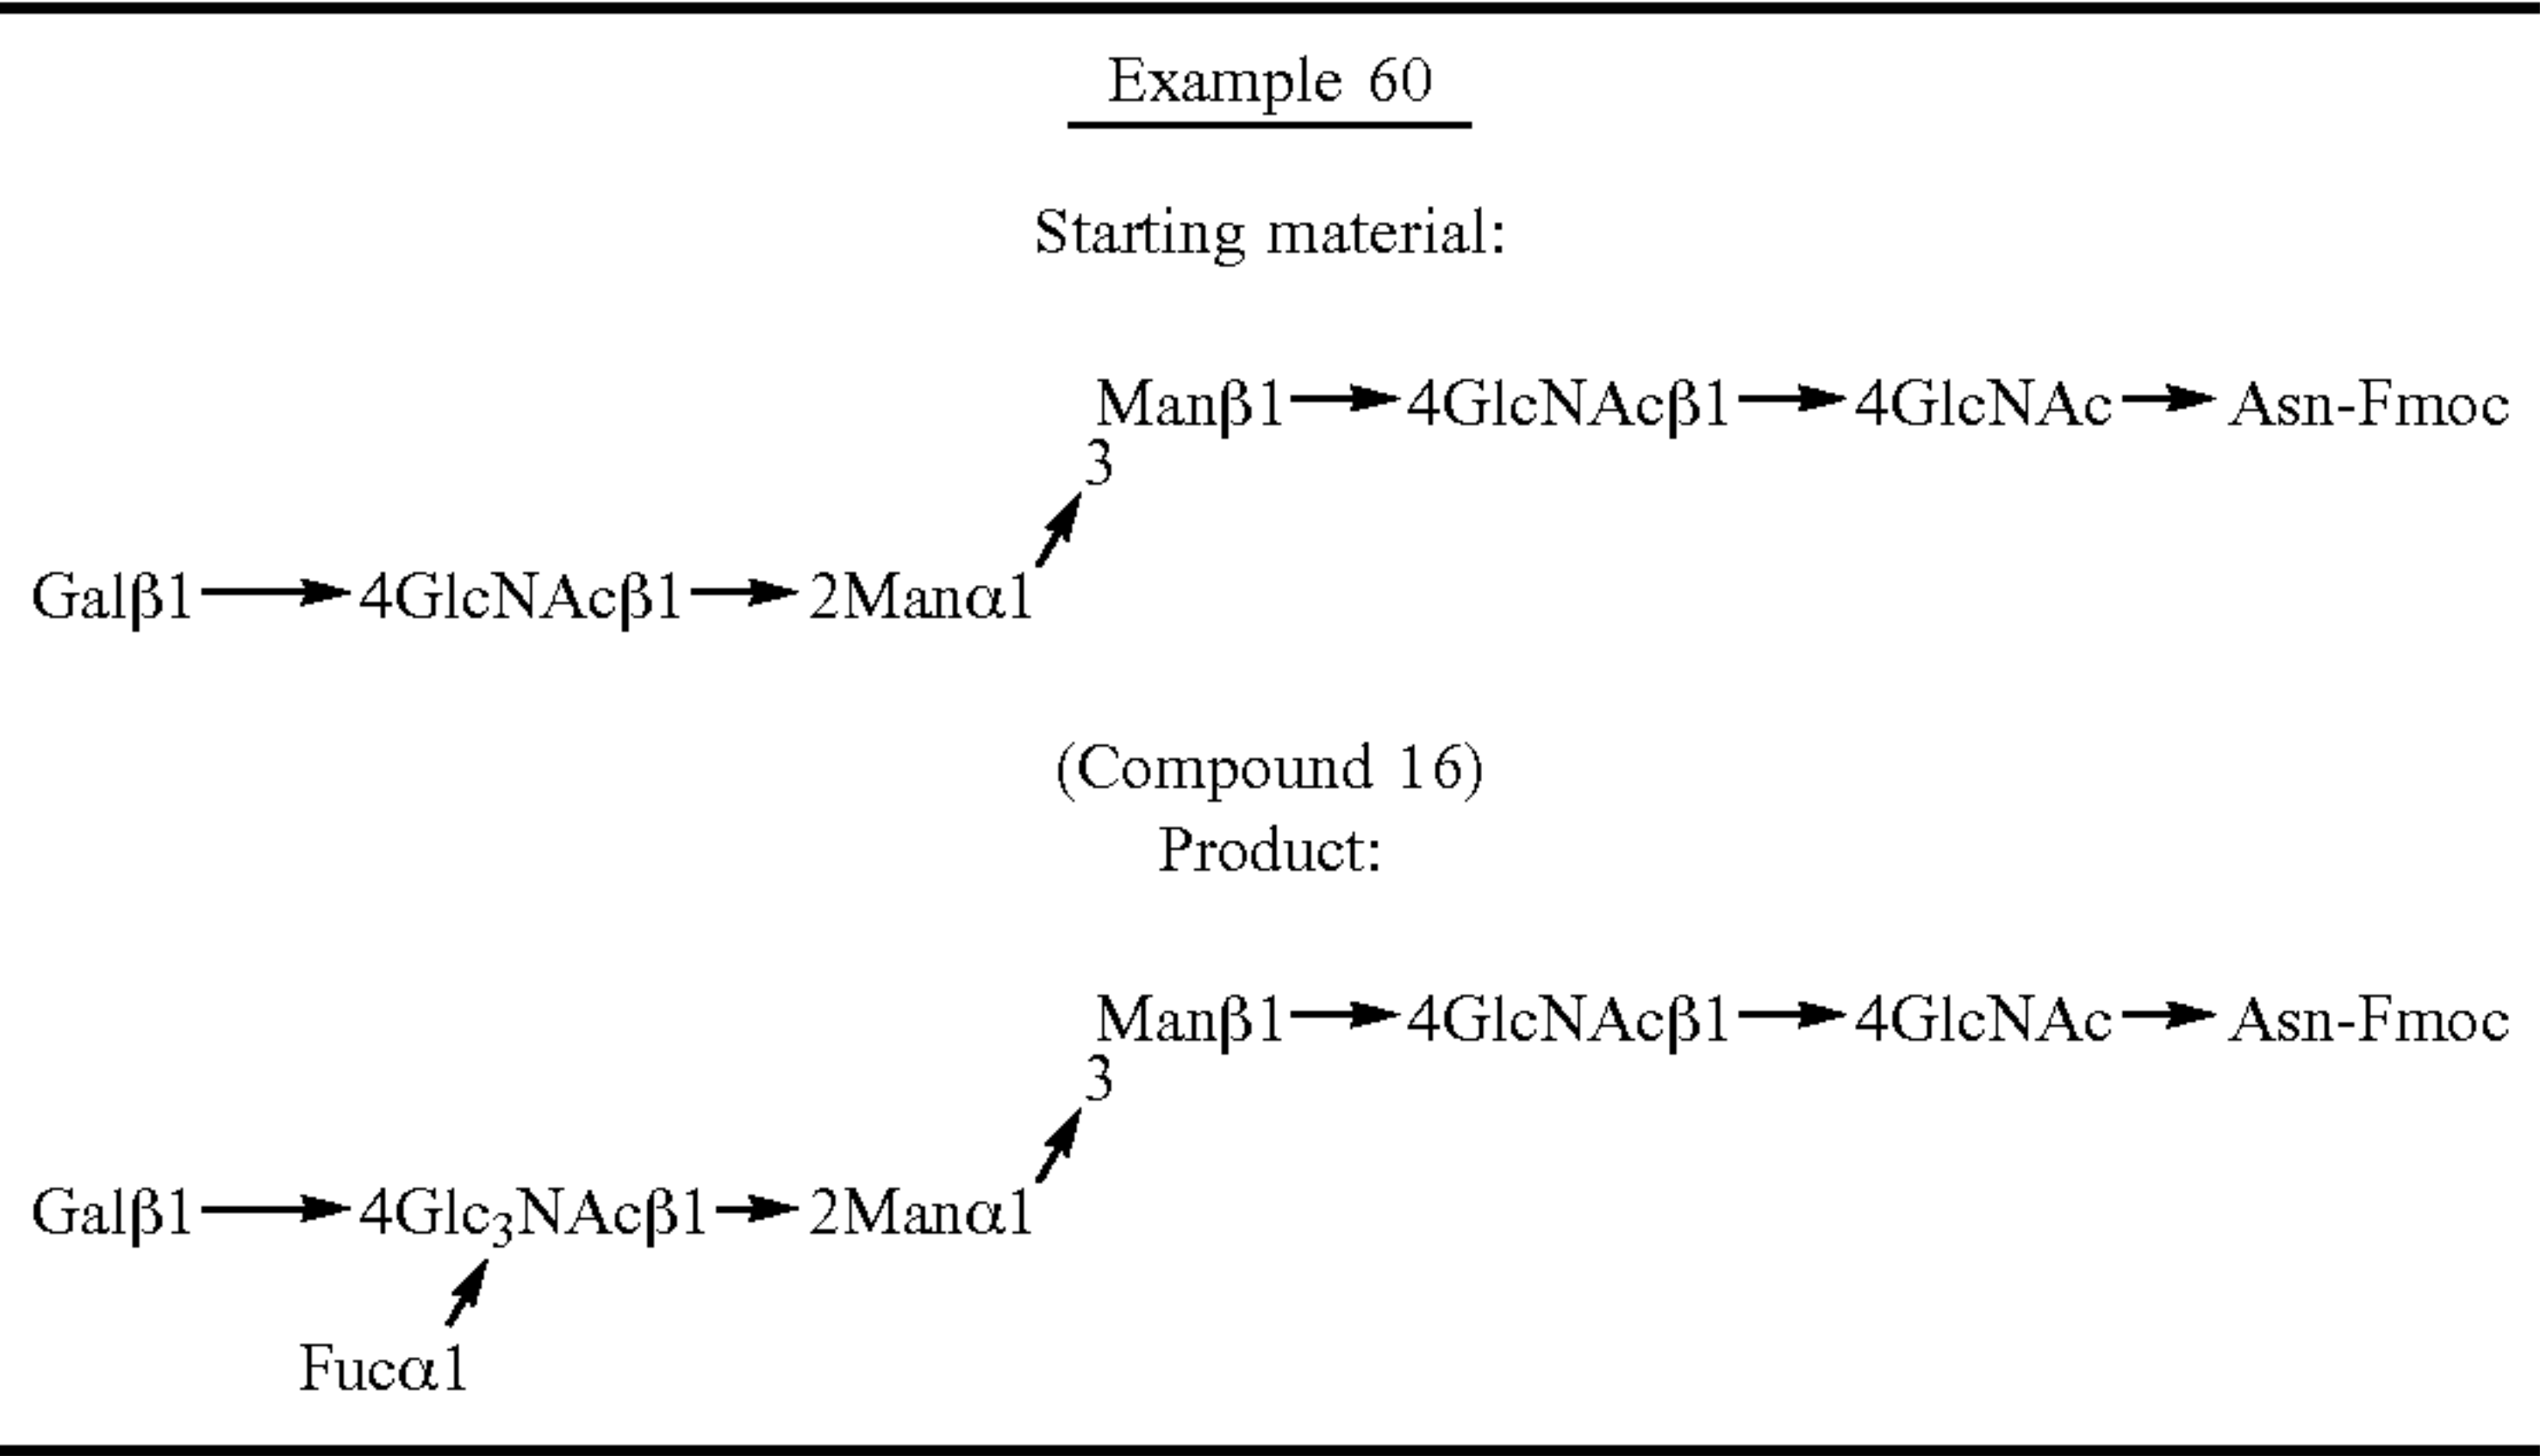 Example 60
Starting material:
Manβ1→4GlcNAcβ1→4GlcNAc→Asn-Fmoc
3
Galβ1→4GlcNAcβ1→2Manα1
(Compound 16)
Product:
Manβ1→4GlcNAcβ1→4GlcNAc→Asn-Fmoc
3
Galβ1→4Glc₃NAcβ1→2Manα1
Fucα1